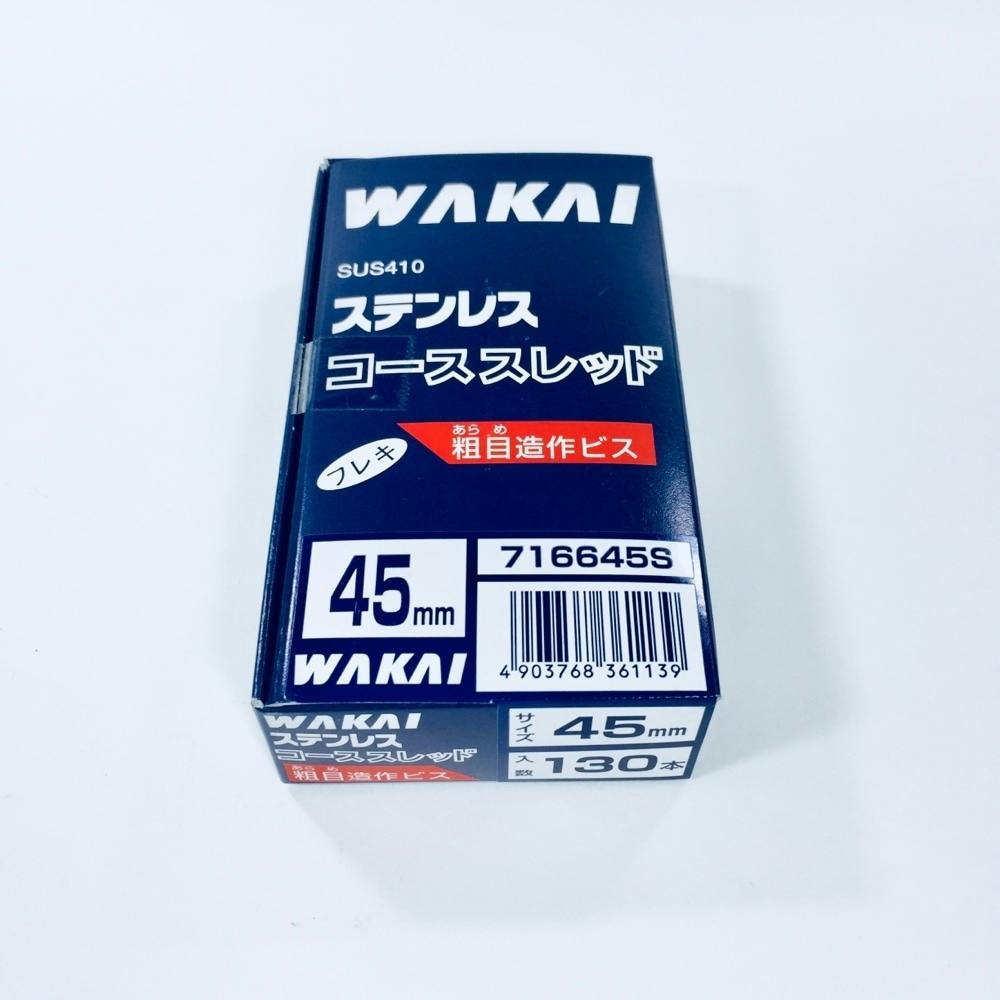 WAKAI
SUS410
ステンレス
コーススレッド
あらめ
粗目造作ビス
フレキ
45mm
WAKAI
716645S
4 903768 361139
WAKAI
ステンレス
コーススレッド
あらめ
粗目造作ビス
サイズ 45mm
入数 130本